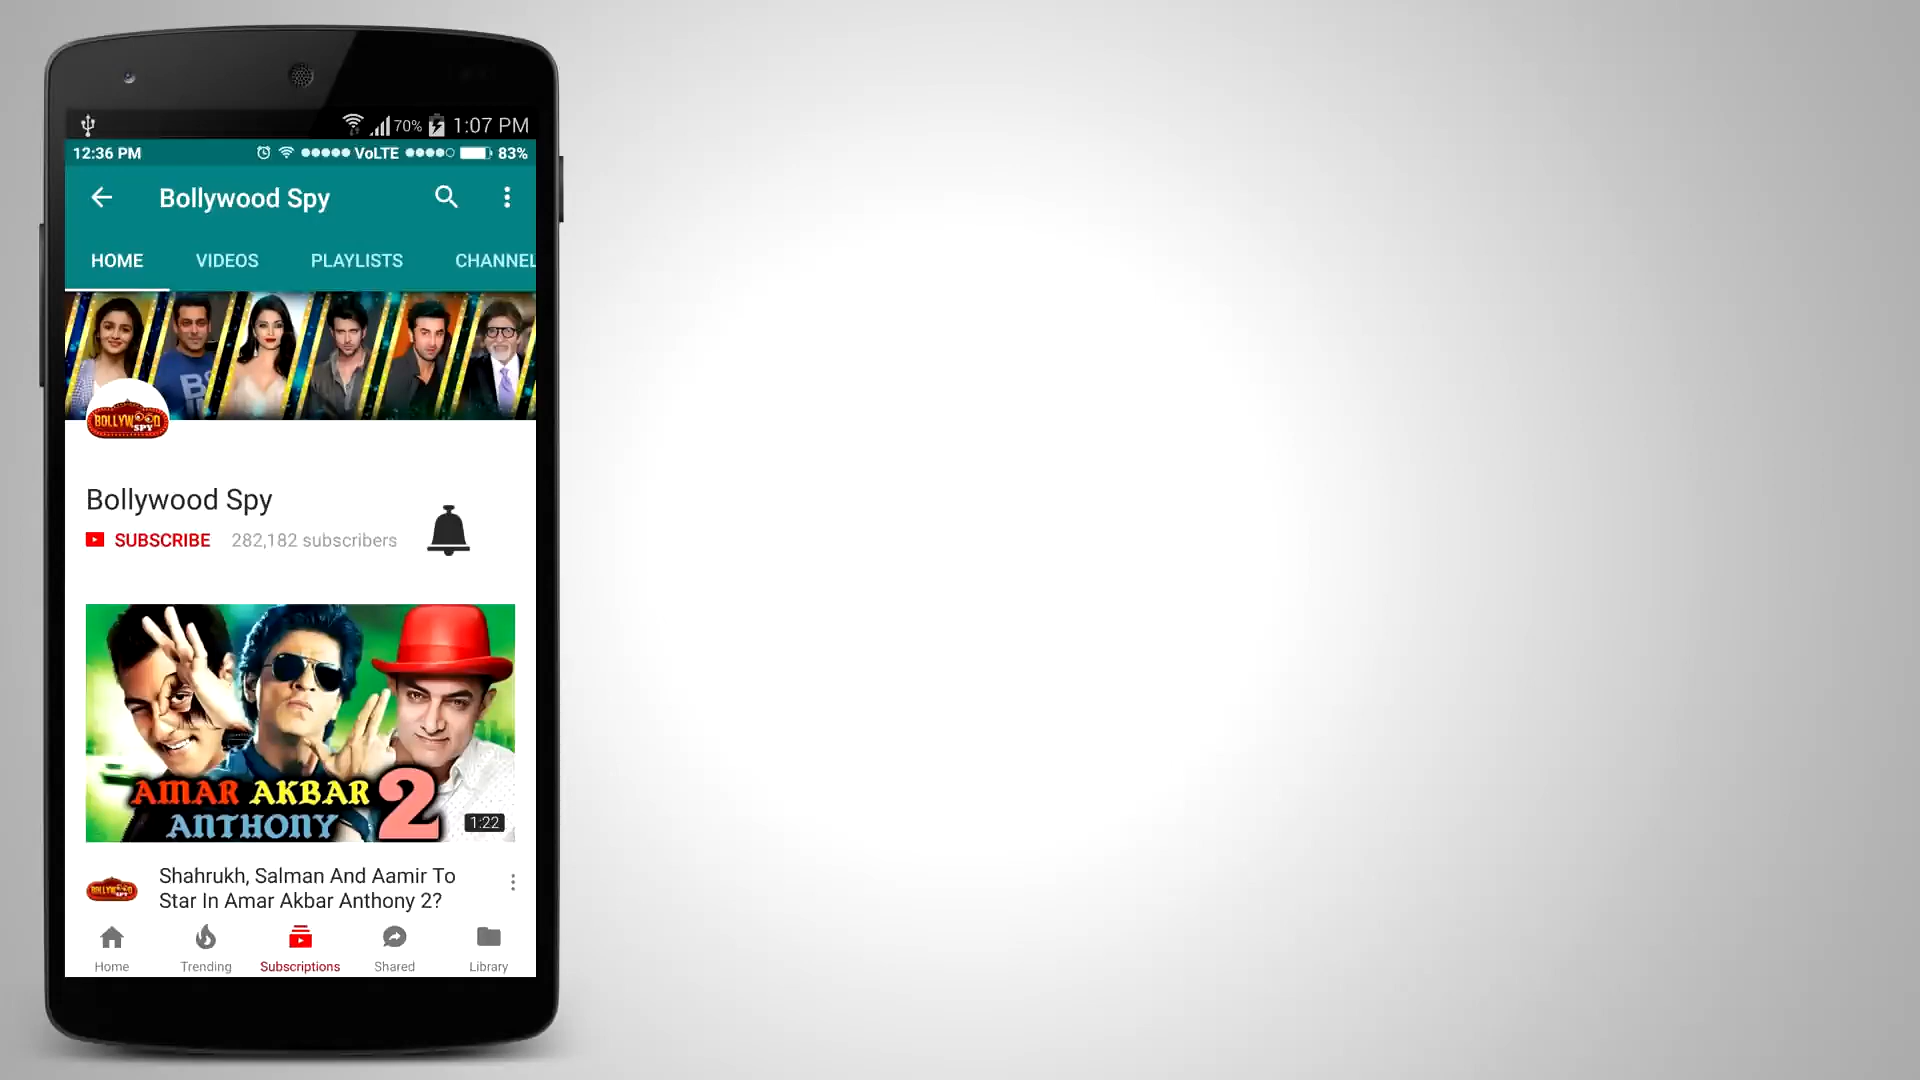 70% 1:07 PM
12:36 PM VoLTE 83%
Bollywood Spy
HOME VIDEOS PLAYLISTS CHANNEL
BOLLYWOOD
SPY
Bollywood Spy
SUBSCRIBE 282,182 subscribers
AMAR AKBAR
ANTHONY 2
1:22
Shahrukh, Salman And Aamir To
Star In Amar Akbar Anthony 2?
Home Trending Subscriptions Shared Library